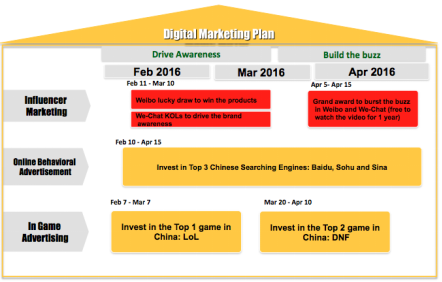 Digital Marketing Plan
Drive Awareness
Build the buzz
Feb 2016
Mar 2016
Apr 2016
Influencer
Marketing
Feb 11 - Mar 10
Weibo lucky draw to win the products
We-Chat KOLs to drive the brand
awareness
Apr 5- Apr 15
Grand award to burst the buzz
in Weibo and We-Chat (free to
watch the video for 1 year)
Online Behavioral
Advertisement
Feb 10 - Apr 15
Invest in Top 3 Chinese Searching Engines: Baidu, Sohu and Sina
In Game
Advertising
Feb 7 - Mar 7
Invest in the Top 1 game in
China: LoL
Mar 20 - Apr 10
Invest in the Top 2 game in
China: DNF